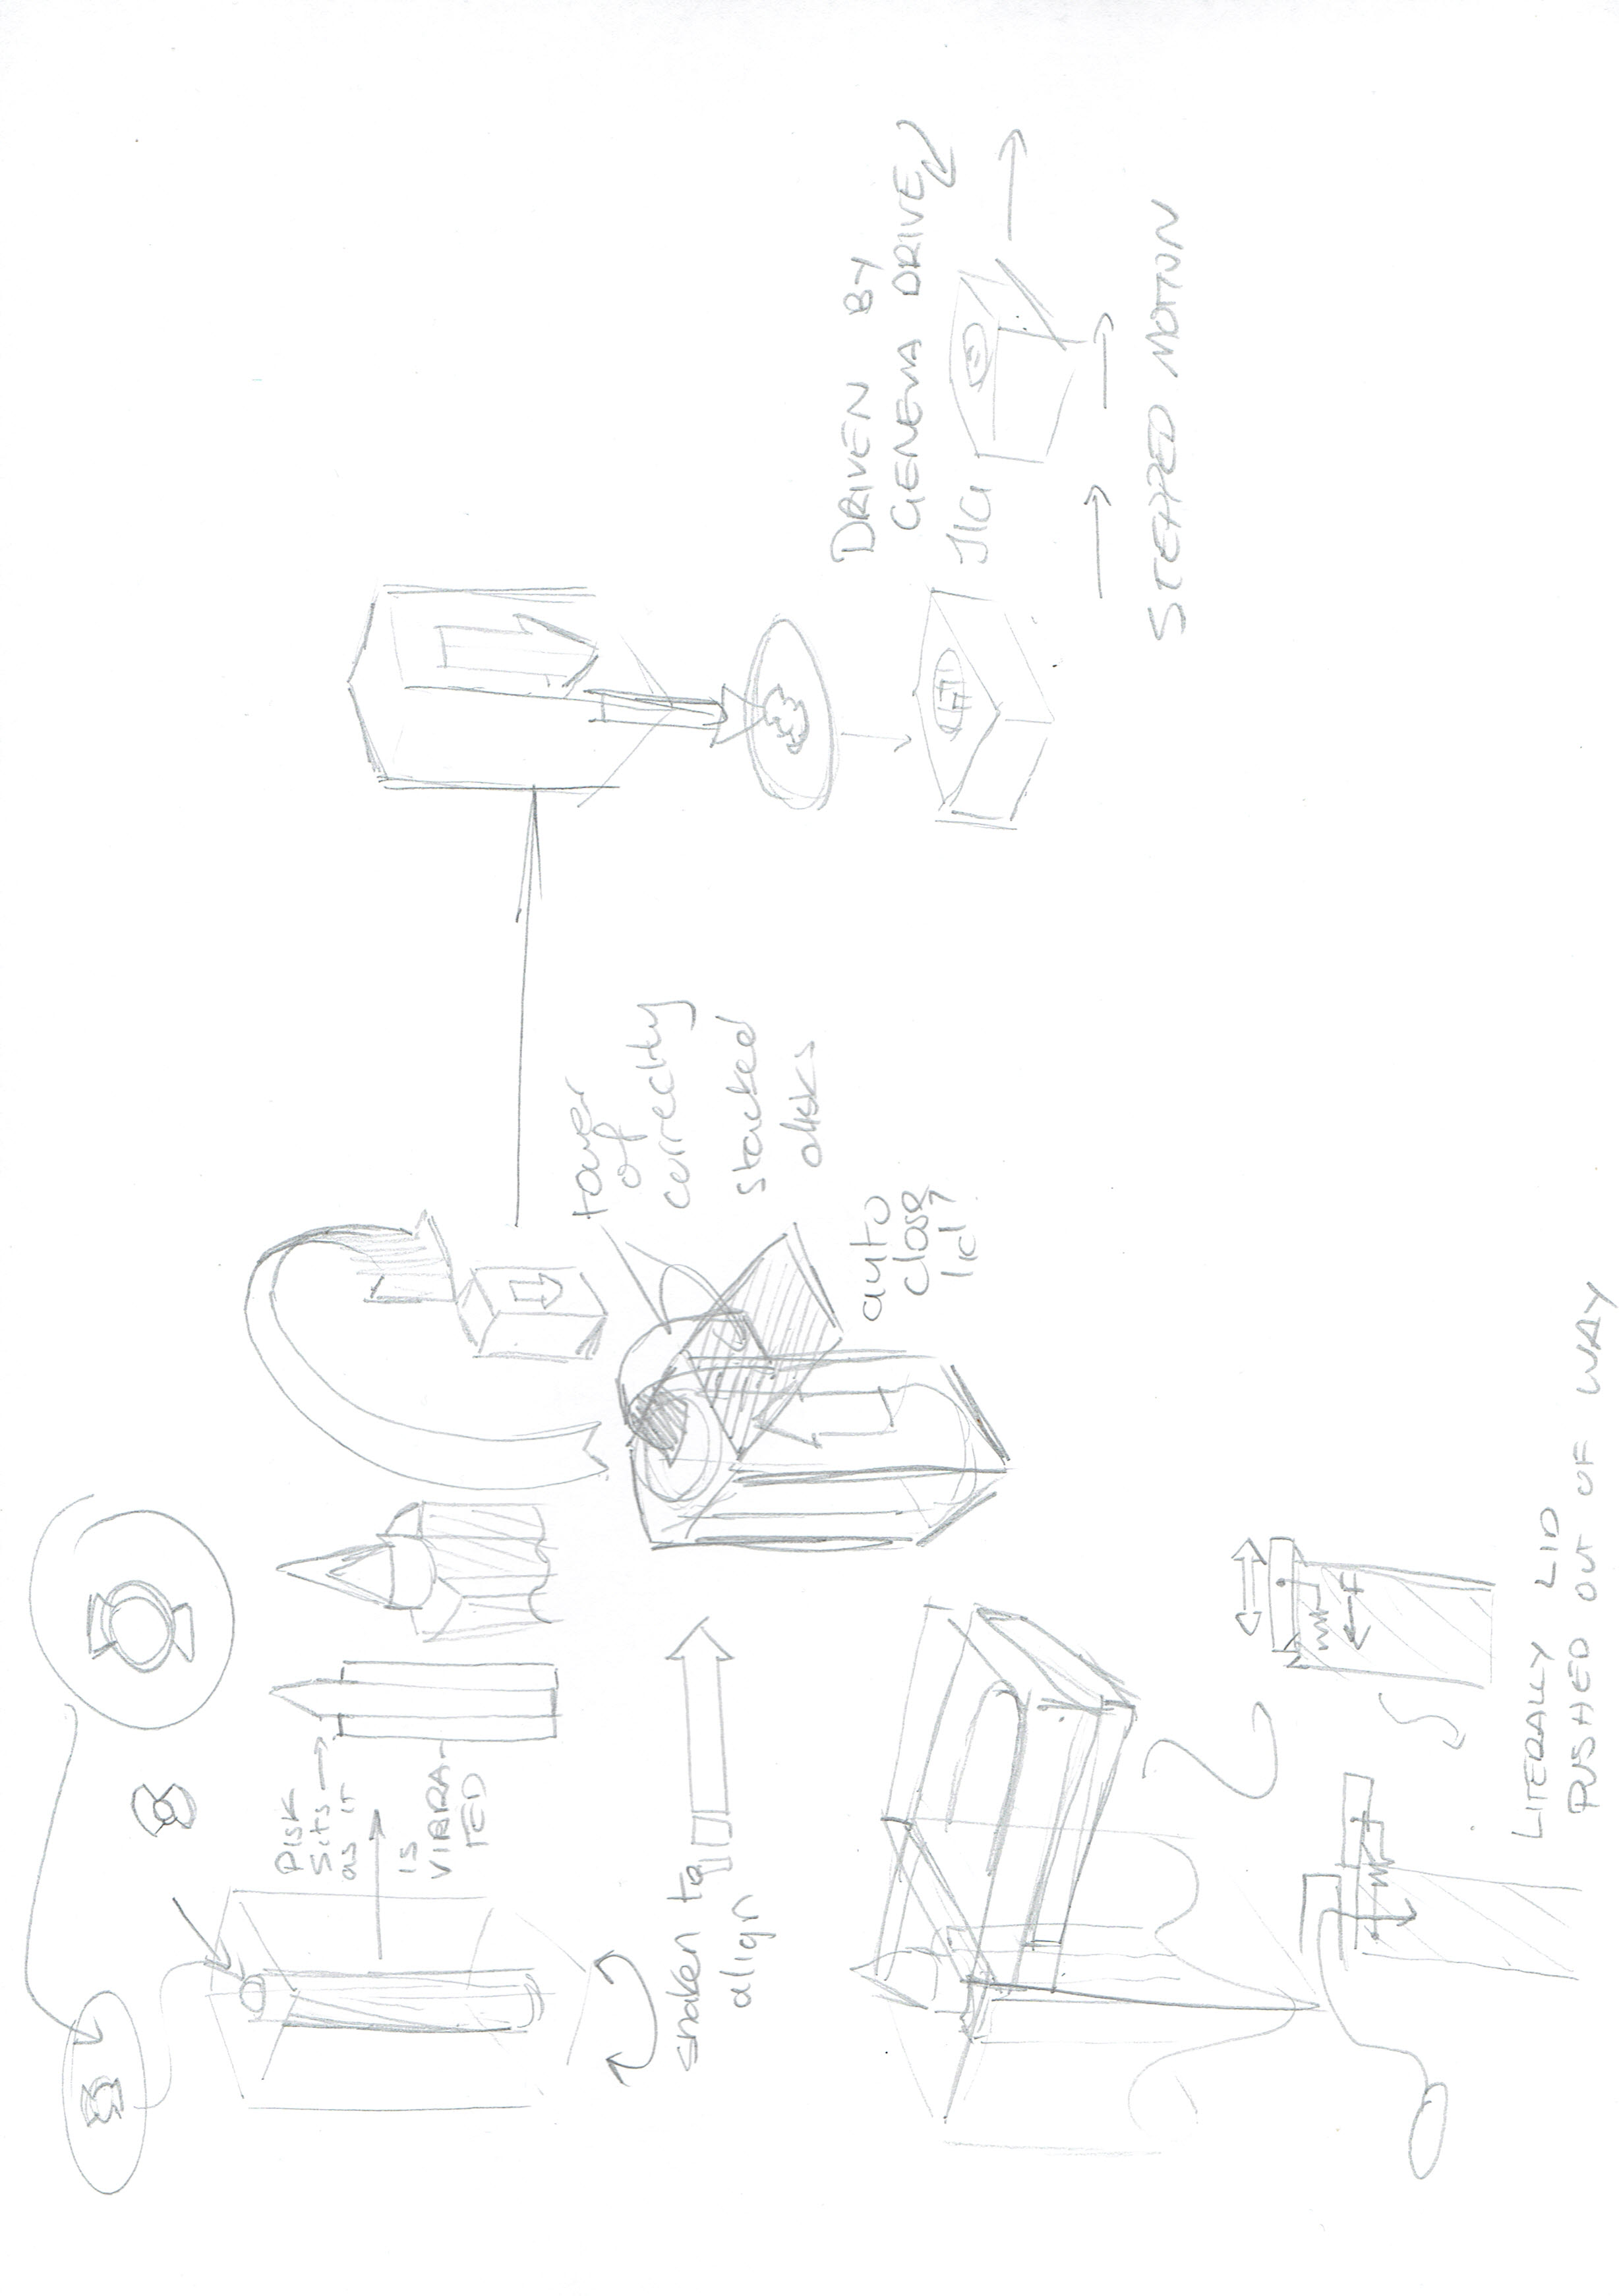 DISK
Sits
as it
is
VIBRA-
TED
shaken to
align
tower
of
correctly
stacked
disks
auto
close
lid?
DRIVEN BY
GENEVA DRIVE
JIG
STEPPED MOTION
F
LITERALLY LID
PUSHED OUT OF WAY